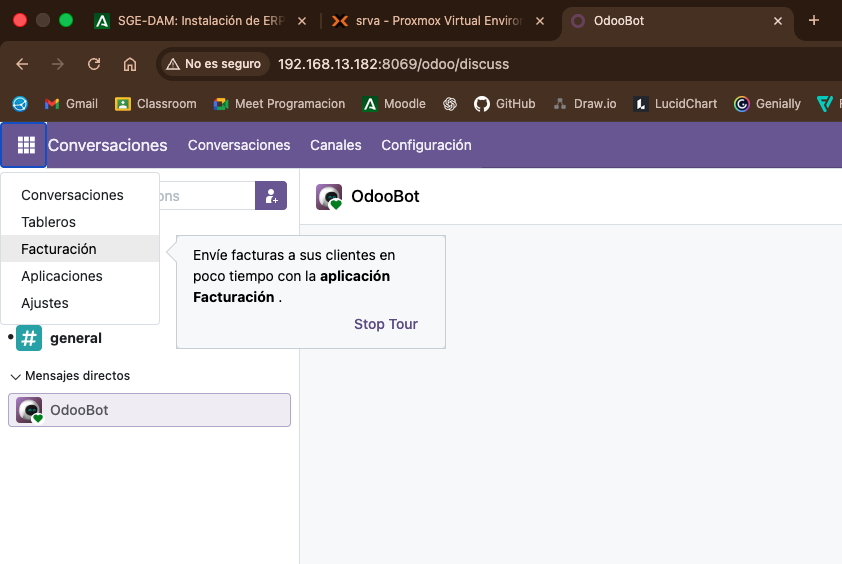 SGE-DAM: Instalación de ERP
srva - Proxmox Virtual Environ
OdooBot
No es seguro
192.168.13.182:8069/odoo/discuss
Gmail
Classroom
Meet Programacion
Moodle
GitHub
Draw.io
LucidChart
Genially
Conversaciones
Conversaciones
Canales
Configuración
Conversaciones
Tableros
Facturación
Aplicaciones
Ajustes
OdooBot
Envíe facturas a sus clientes en
poco tiempo con la aplicación
Facturación .
Stop Tour
# general
Mensajes directos
OdooBot